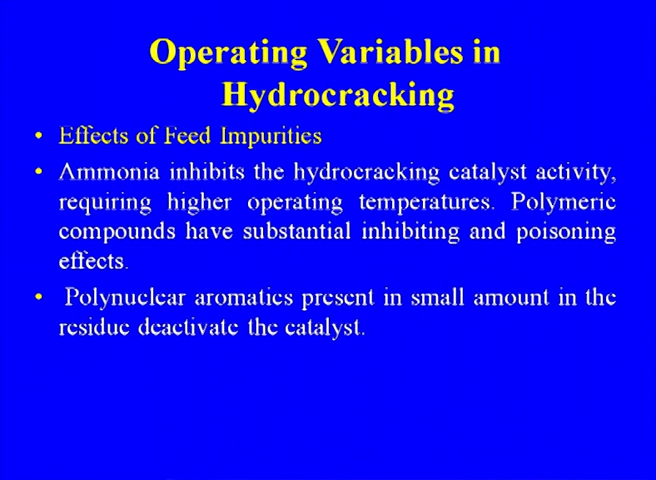 Operating Variables in
Hydrocracking
• Effects of Feed Impurities
• Ammonia inhibits the hydrocracking catalyst activity,
requiring higher operating temperatures. Polymeric
compounds have substantial inhibiting and poisoning
effects.
• Polynuclear aromatics present in small amount in the
residue deactivate the catalyst.